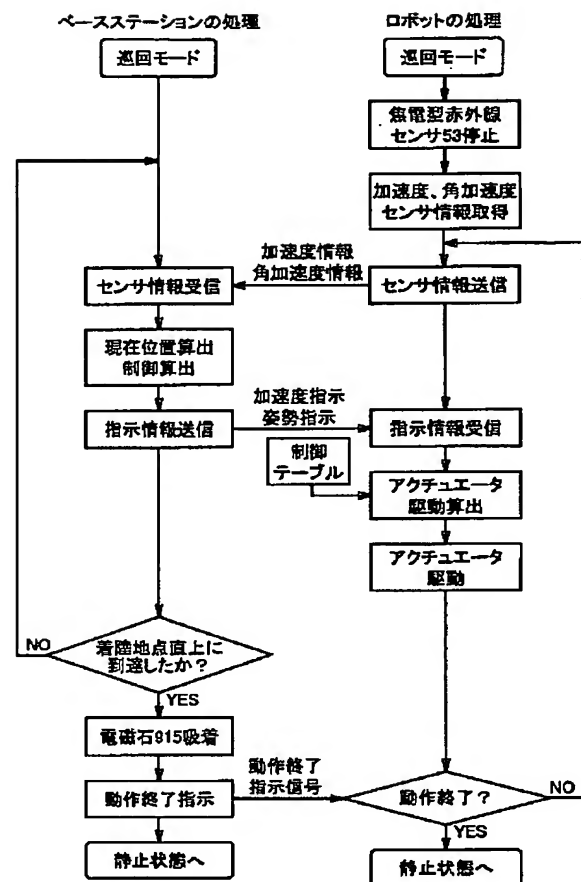 ベースステーションの処理
ロボットの処理
巡回モード
巡回モード
焦電型赤外線
センサ53停止
加速度、角加速度
センサ情報取得
加速度情報
角加速度情報
センサ情報受信
センサ情報送信
現在位置算出
制御算出
加速度指示
姿勢指示
指示情報送信
指示情報受信
制御
テーブル
アクチュエータ
駆動算出
アクチュエータ
駆動
NO
着陸地点直上に
到達したか？
YES
電磁石915吸着
動作終了
指示信号
動作終了指示
動作終了？
NO
YES
静止状態へ
静止状態へ